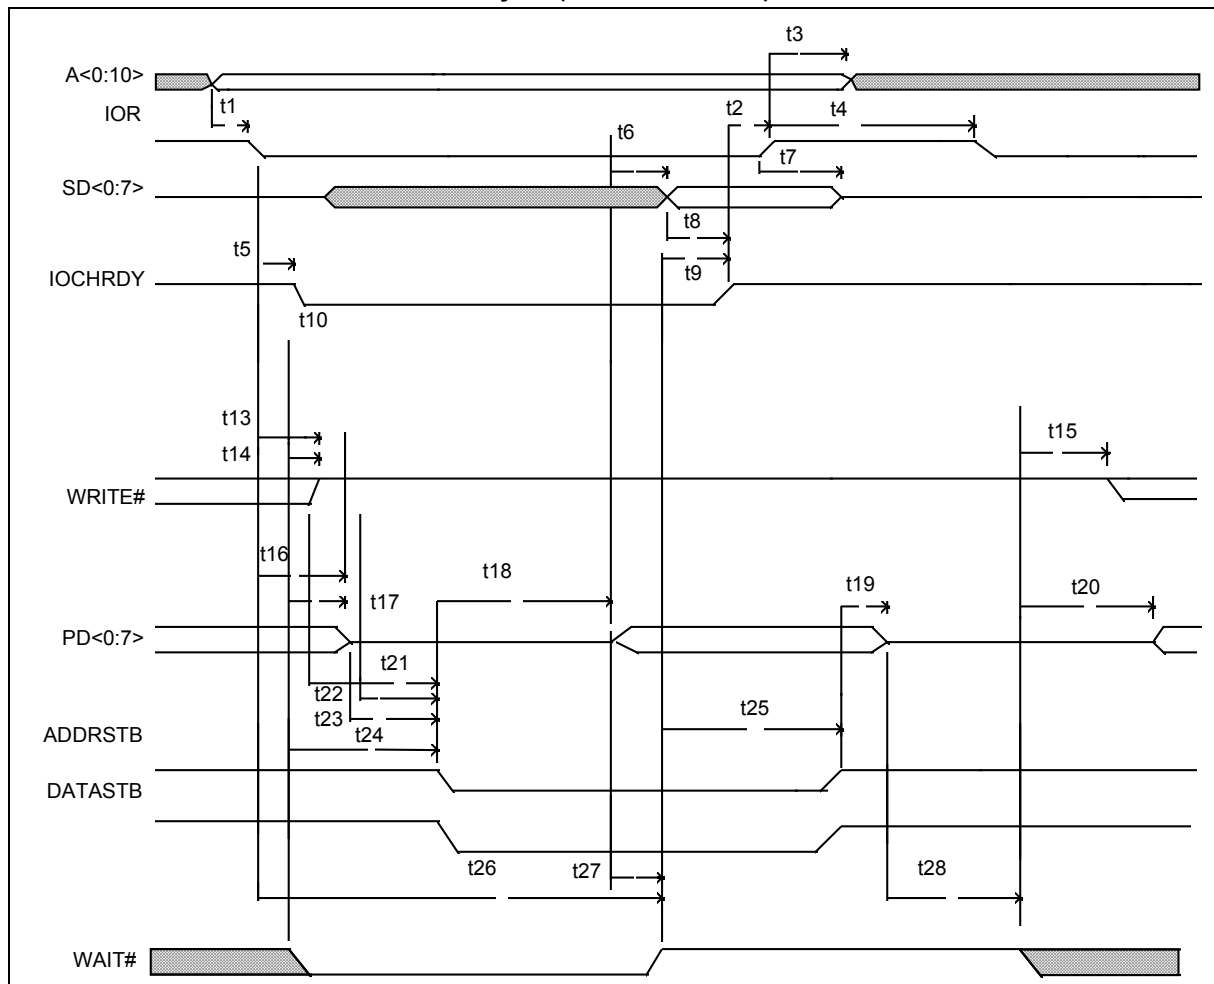 t3
A<0:10>
t1
t2
t4
IOR
t6
t7
SD<0:7>
t8
t5
t9
IOCHRDY
t10
t13
t15
t14
WRITE#
t16
t18
t19
t20
t17
PD<0:7>
t21
t22
t23
t25
t24
ADDRSTB
DATASTB
t26
t27
t28
WAIT#